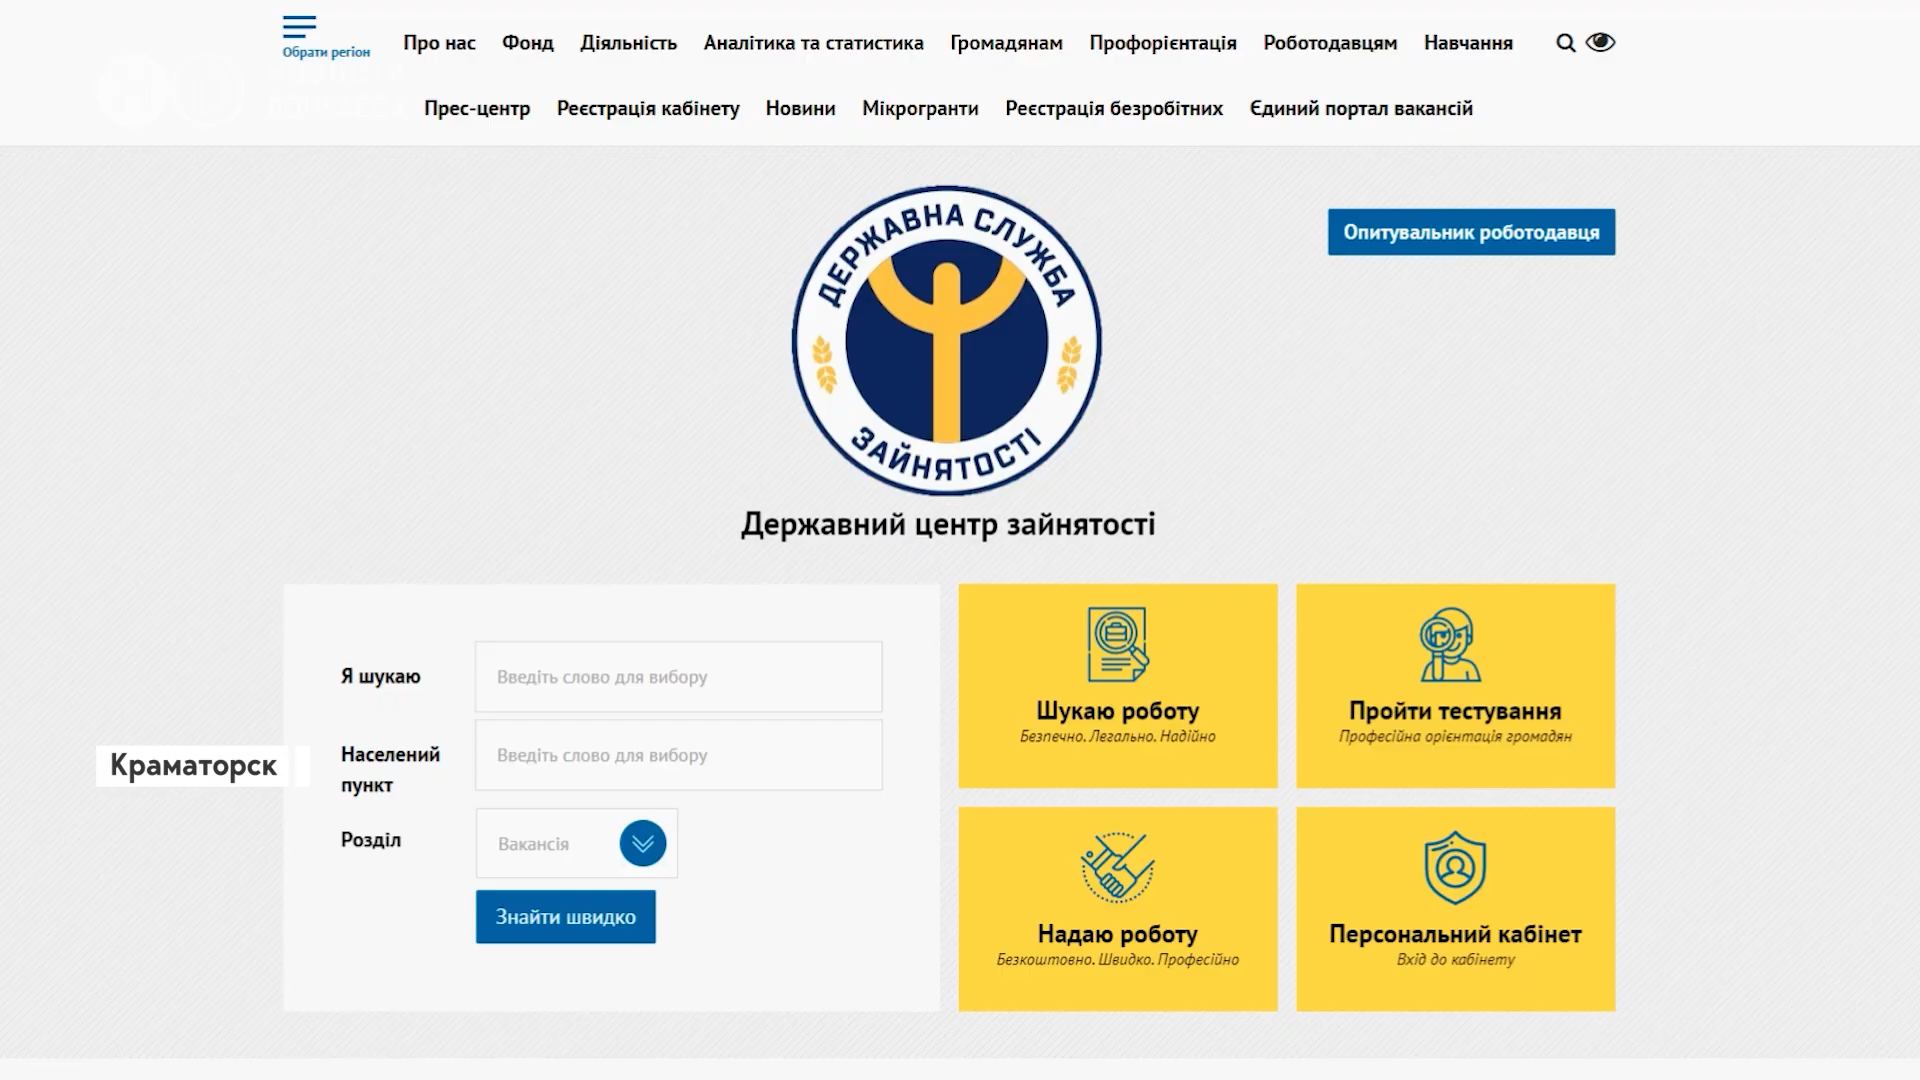 Обрати регіон
Про нас Фонд Діяльність Аналітика та статистика Громадянам Профорієнтація Роботодавцям Навчання
Прес-центр Реєстрація кабінету Новини Мікрогранти Реєстрація безробітних Єдиний портал вакансій
ДЕРЖАВНА СЛУЖБА
ЗАЙНЯТОСТІ
Опитувальник роботодавця
Державний центр зайнятості
Я шукаю
Введіть слово для вибору
Населений
пункт
Введіть слово для вибору
Розділ
Вакансія
Знайти швидко
Краматорск
Шукаю роботу
Безпечно. Легально. Надійно
Пройти тестування
Професійна орієнтація громадян
Надаю роботу
Безкоштовно. Швидко. Професійно
Персональний кабінет
Вхід до кабінету